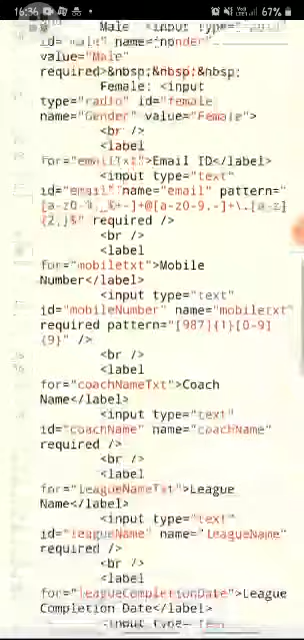 16:36
67%
Male <input type="radio"
id="male" name=
value="Male"
required>&nbsp;&nbsp;&nbsp;
Female: <input
type="radio" id="female
name="Gender" value="Female">
<br />
<label
for="emailTxt">Email ID</label>
<input type="text"
id="email" name="email" pattern="
required />
<br />
<label
for="mobiletxt">Mobile
Number</label>
<input type="text"
id="mobileNumber" name="mobiletxt"
required pattern="[987]{1}[0-9]
{9}" />
<br />
<label
for="coachNameTxt">Coach
Name</label>
<input type="text"
id="coachName" name="coachName"
required />
<br />
<label
for="LeagueNameTxt">League
Name</label>
<input type="text"
id="leagueName" name="LeagueName"
required />
<br />
<label
for="leagueCompletionDate">League
Completion Date</label>
<input type=